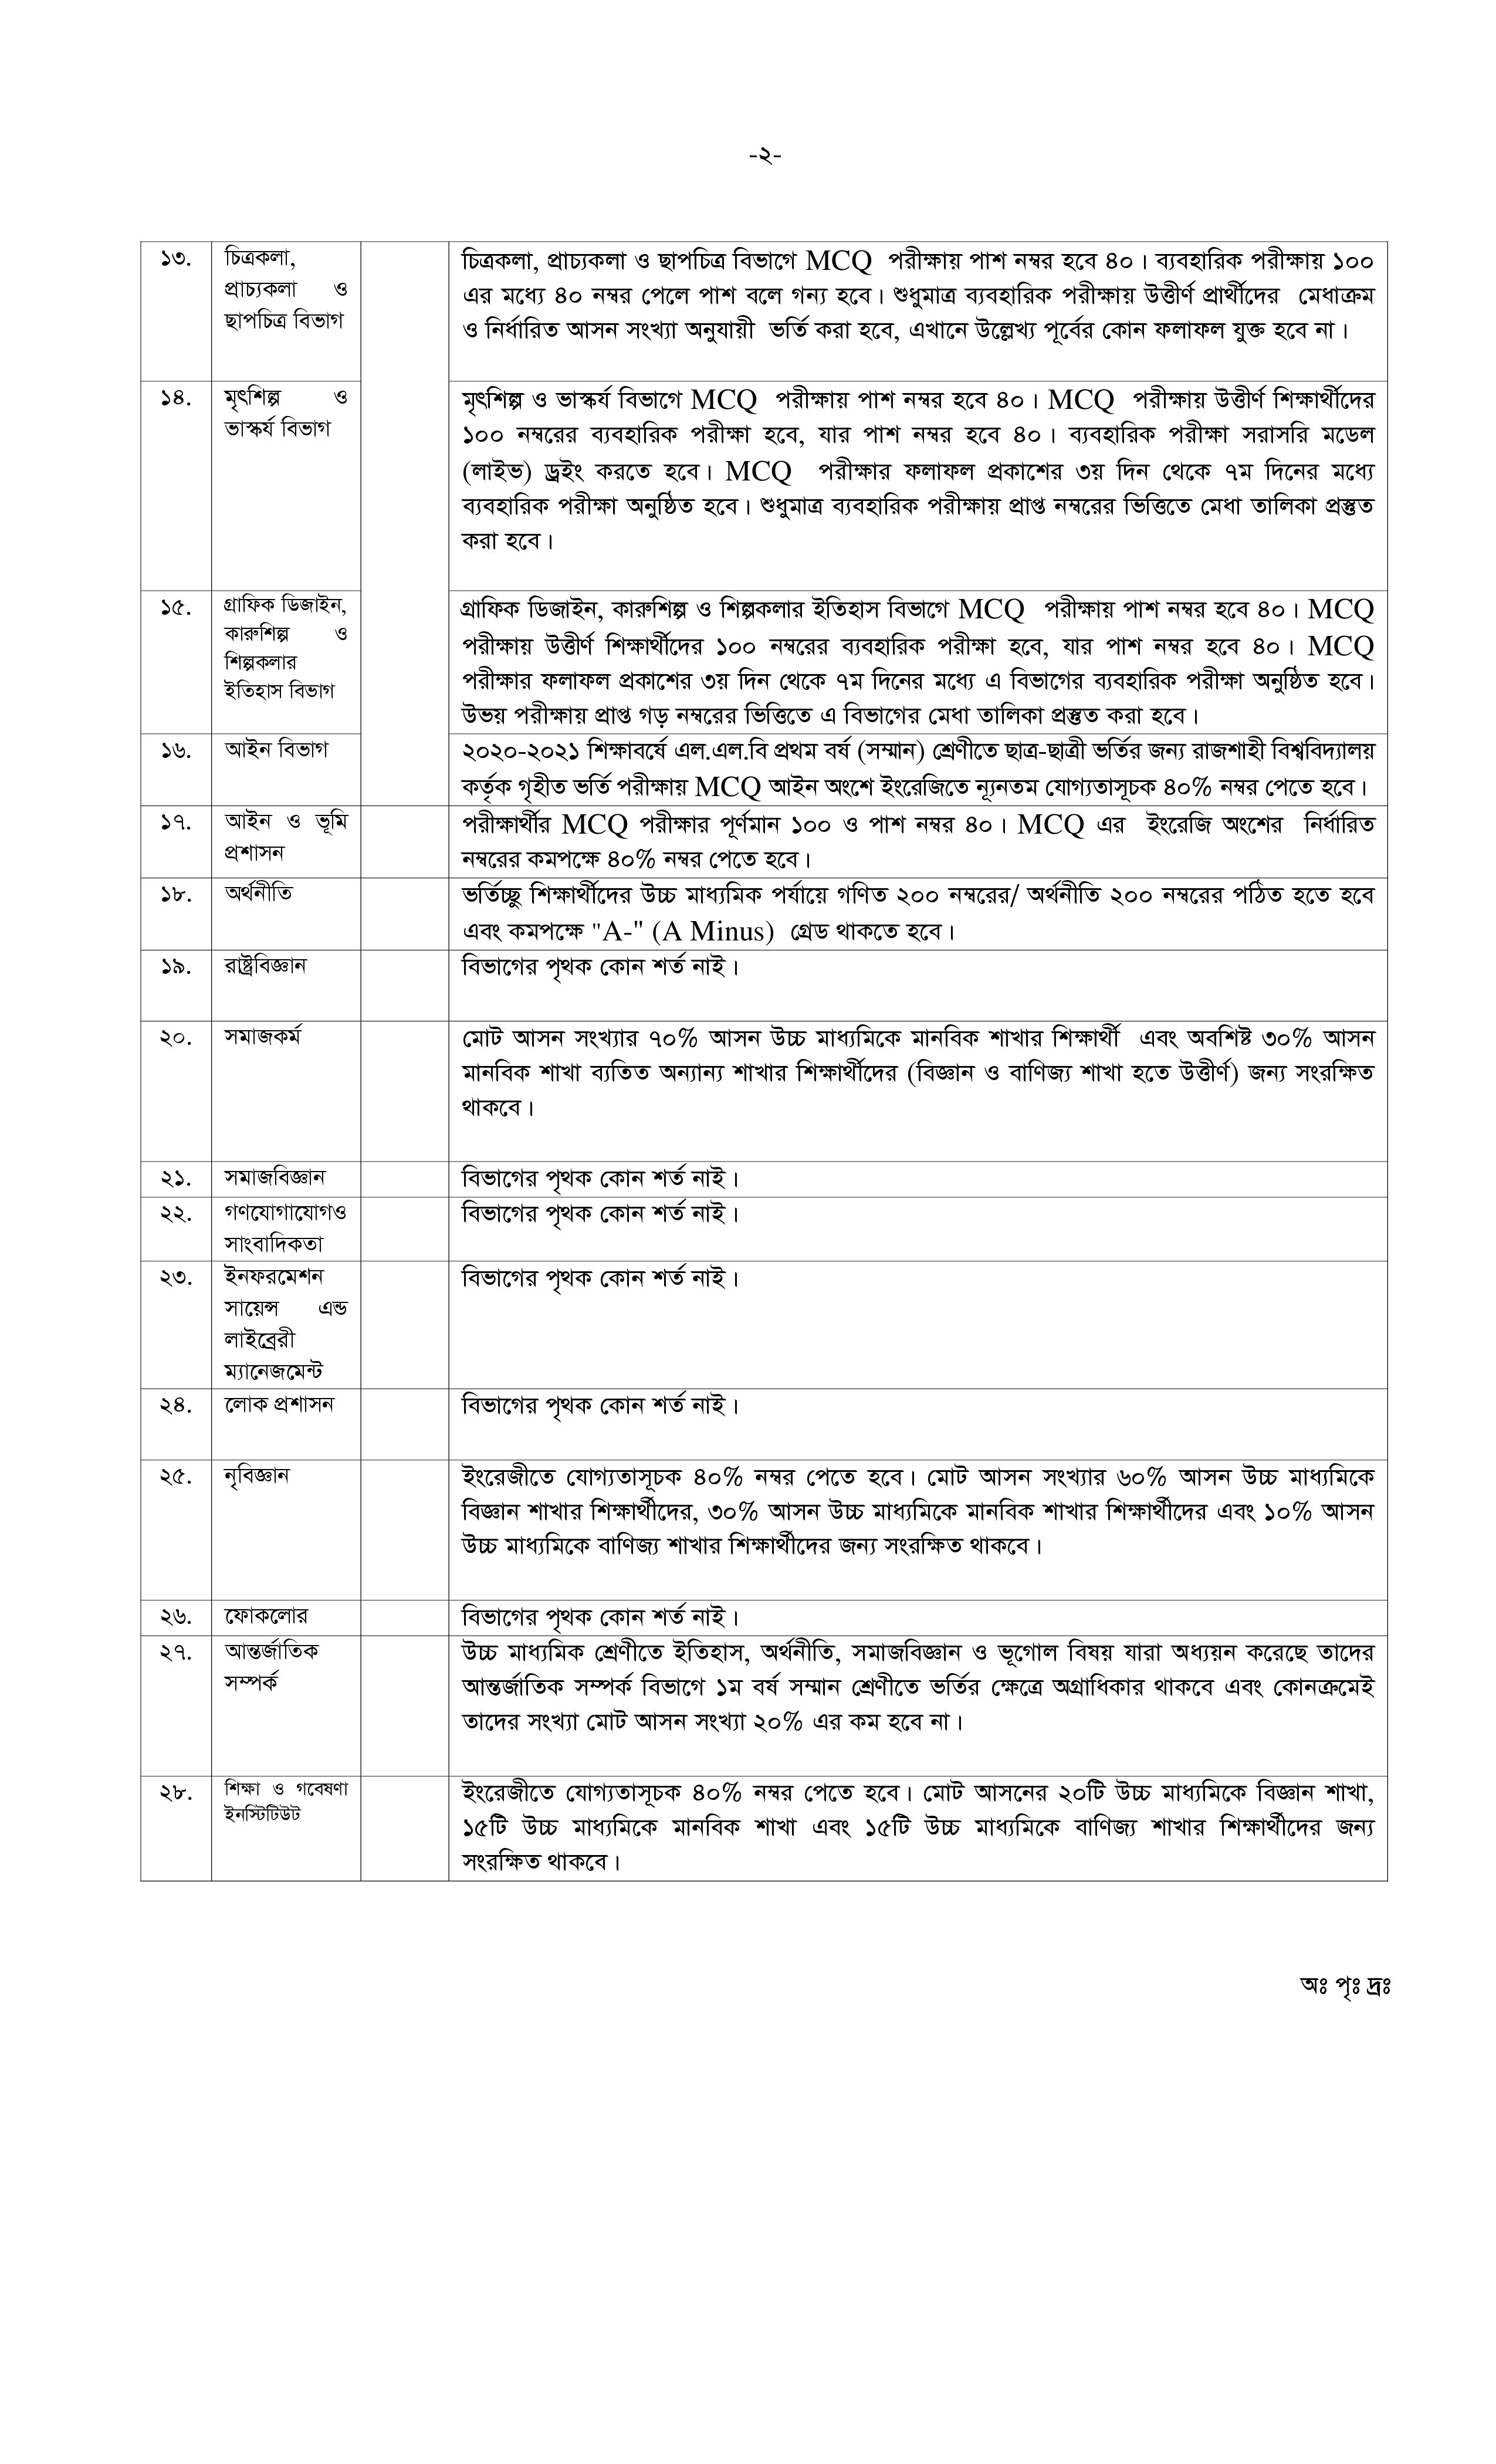 -২-
১৩.
চিত্রকলা,
প্রাচ্যকলা ও
ছাপচিত্র বিভাগ
চিত্রকলা, প্রাচ্যকলা ও ছাপচিত্র বিভাগে MCQ পরীক্ষায় পাশ নম্বর হবে ৪০। ব্যবহারিক পরীক্ষায় ১০০
এর মধ্যে ৪০ নম্বর পেলে পাশ বলে গন্য হবে। শুধুমাত্র ব্যবহারিক পরীক্ষায় উত্তীর্ণ প্রার্থীদের মেধাক্রম
ও নির্ধারিত আসন সংখ্যা অনুযায়ী ভর্তি করা হবে, এখানে উল্লেখ্য পূর্বের কোন ফলাফল যুক্ত হবে না।
১৪.
মৃৎশিল্প ও
ভাস্কর্য বিভাগ
মৃৎশিল্প ও ভাস্কর্য বিভাগে MCQ পরীক্ষায় পাশ নম্বর হবে ৪০। MCQ পরীক্ষায় উত্তীর্ণ শিক্ষার্থীদের
১০০ নম্বরের ব্যবহারিক পরীক্ষা হবে, যার পাশ নম্বর হবে ৪০। ব্যবহারিক পরীক্ষা সরাসরি মডেল
(লাইভ) ড্রইং করতে হবে। MCQ পরীক্ষার ফলাফল প্রকাশের ৩য় দিন থেকে ৭ম দিনের মধ্যে
ব্যবহারিক পরীক্ষা অনুষ্ঠিত হবে। শুধুমাত্র ব্যবহারিক পরীক্ষায় প্রাপ্ত নম্বরের ভিত্তিতে মেধা তালিকা প্রস্তুত
করা হবে।
১৫.
গ্রাফিক ডিজাইন,
কারুশিল্প ও
শিল্পকলার
ইতিহাস বিভাগ
গ্রাফিক ডিজাইন, কারুশিল্প ও শিল্পকলার ইতিহাস বিভাগে MCQ পরীক্ষায় পাশ নম্বর হবে ৪০। MCQ
পরীক্ষায় উত্তীর্ণ শিক্ষার্থীদের ১০০ নম্বরের ব্যবহারিক পরীক্ষা হবে, যার পাশ নম্বর হবে ৪০। MCQ
পরীক্ষার ফলাফল প্রকাশের ৩য় দিন থেকে ৭ম দিনের মধ্যে এ বিভাগের ব্যবহারিক পরীক্ষা অনুষ্ঠিত হবে।
উভয় পরীক্ষায় প্রাপ্ত গড় নম্বরের ভিত্তিতে এ বিভাগের মেধা তালিকা প্রস্তুত করা হবে।
১৬.
আইন বিভাগ
২০২০-২০২১ শিক্ষাবর্ষে এল.এল.বি প্রথম বর্ষ (সম্মান) শ্রেণীতে ছাত্র-ছাত্রী ভর্তির জন্য রাজশাহী বিশ্ববিদ্যালয়
কর্তৃক গৃহীত ভর্তি পরীক্ষায় MCQ আইন অংশে ইংরেজিতে ন্যূনতম যোগ্যতাসূচক ৪০% নম্বর পেতে হবে।
১৭.
আইন ও ভূমি
প্রশাসন
পরীক্ষার্থীর MCQ পরীক্ষার পূর্ণমান ১০০ ও পাশ নম্বর ৪০। MCQ এর ইংরেজি অংশের নির্ধারিত
নম্বরের কমপক্ষে ৪০% নম্বর পেতে হবে।
১৮.
অর্থনীতি
ভর্তিচ্ছু শিক্ষার্থীদের উচ্চ মাধ্যমিক পর্যায়ে গণিত ২০০ নম্বরের/ অর্থনীতি ২০০ নম্বরের পঠিত হতে হবে
এবং কমপক্ষে "A-" (A Minus) গ্রেড থাকতে হবে।
১৯.
রাষ্ট্রবিজ্ঞান
বিভাগের পৃথক কোন শর্ত নাই।
২০.
সমাজকর্ম
মোট আসন সংখ্যার ৭০% আসন উচ্চ মাধ্যমিকে মানবিক শাখার শিক্ষার্থী এবং অবশিষ্ট ৩০% আসন
মানবিক শাখা ব্যতিত অন্যান্য শাখার শিক্ষার্থীদের (বিজ্ঞান ও বাণিজ্য শাখা হতে উত্তীর্ণ) জন্য সংরক্ষিত
থাকবে।
২১.
সমাজবিজ্ঞান
বিভাগের পৃথক কোন শর্ত নাই।
২২.
গণযোগাযোগও
সাংবাদিকতা
বিভাগের পৃথক কোন শর্ত নাই।
২৩.
ইনফরমেশন
সায়েন্স এন্ড
লাইব্রেরী
ম্যানেজমেন্ট
বিভাগের পৃথক কোন শর্ত নাই।
২৪.
লোক প্রশাসন
বিভাগের পৃথক কোন শর্ত নাই।
২৫.
নৃবিজ্ঞান
ইংরেজীতে যোগ্যতাসূচক ৪০% নম্বর পেতে হবে। মোট আসন সংখ্যার ৬০% আসন উচ্চ মাধ্যমিকে
বিজ্ঞান শাখার শিক্ষার্থীদের, ৩০% আসন উচ্চ মাধ্যমিকে মানবিক শাখার শিক্ষার্থীদের এবং ১০% আসন
উচ্চ মাধ্যমিকে বাণিজ্য শাখার শিক্ষার্থীদের জন্য সংরক্ষিত থাকবে।
২৬.
ফোকলোর
বিভাগের পৃথক কোন শর্ত নাই।
২৭.
আন্তর্জাতিক
সম্পর্ক
উচ্চ মাধ্যমিক শ্রেণীতে ইতিহাস, অর্থনীতি, সমাজবিজ্ঞান ও ভূগোল বিষয় যারা অধ্যয়ন করেছে তাদের
আন্তর্জাতিক সম্পর্ক বিভাগে ১ম বর্ষ সম্মান শ্রেণীতে ভর্তির ক্ষেত্রে অগ্রাধিকার থাকবে এবং কোনক্রমেই
তাদের সংখ্যা মোট আসন সংখ্যা ২০% এর কম হবে না।
২৮.
শিক্ষা ও গবেষণা
ইনস্টিটিউট
ইংরেজীতে যোগ্যতাসূচক ৪০% নম্বর পেতে হবে। মোট আসনের ২০টি উচ্চ মাধ্যমিকে বিজ্ঞান শাখা,
১৫টি উচ্চ মাধ্যমিকে মানবিক শাখা এবং ১৫টি উচ্চ মাধ্যমিকে বাণিজ্য শাখার শিক্ষার্থীদের জন্য
সংরক্ষিত থাকবে।
অঃ পৃঃ দ্রঃ